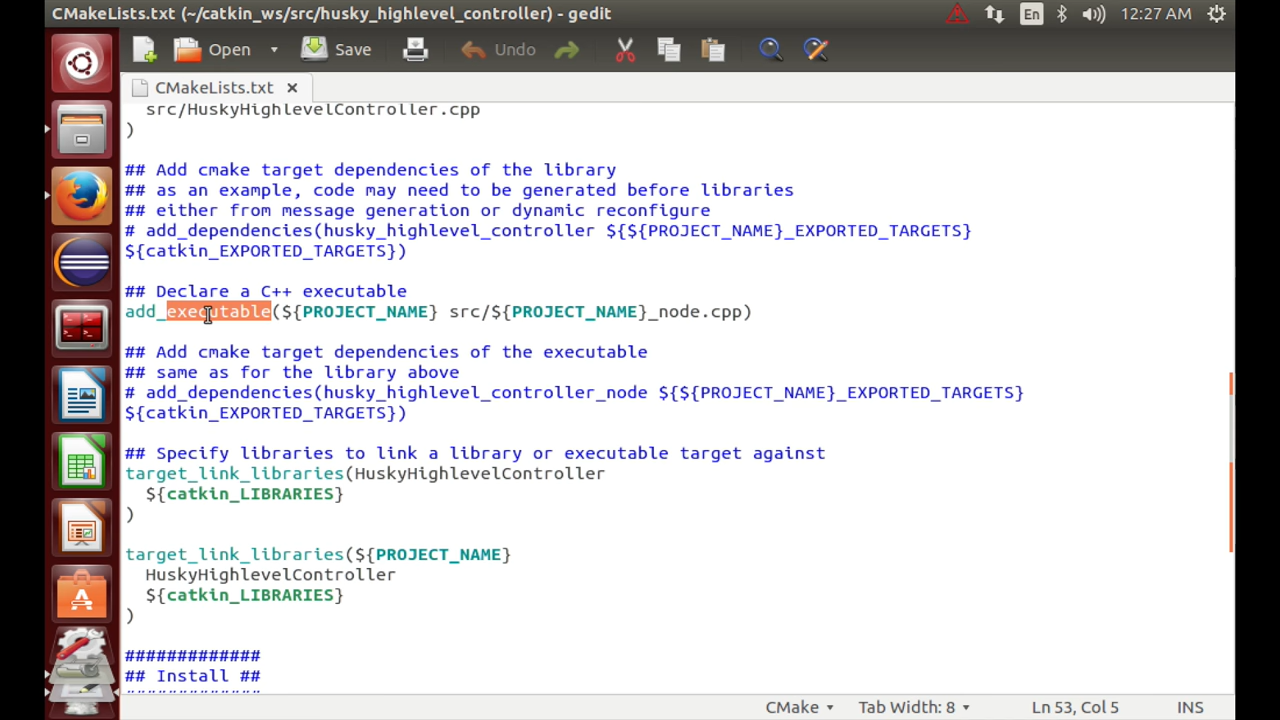 CMakeLists.txt (~/catkin_ws/src/husky_highlevel_controller) - gedit
En
12:27 AM
Open
Save
Undo
CMakeLists.txt ×
src/HuskyHighlevelController.cpp
)
## Add cmake target dependencies of the library
## as an example, code may need to be generated before libraries
## either from message generation or dynamic reconfigure
# add_dependencies(husky_highlevel_controller ${${PROJECT_NAME}_EXPORTED_TARGETS}
${catkin_EXPORTED_TARGETS})
## Declare a C++ executable
add_executable(${PROJECT_NAME} src/${PROJECT_NAME}_node.cpp)
## Add cmake target dependencies of the executable
## same as for the library above
# add_dependencies(husky_highlevel_controller_node ${${PROJECT_NAME}_EXPORTED_TARGETS}
${catkin_EXPORTED_TARGETS})
## Specify libraries to link a library or executable target against
target_link_libraries(HuskyHighlevelController
${catkin_LIBRARIES}
)
target_link_libraries(${PROJECT_NAME}
HuskyHighlevelController
${catkin_LIBRARIES}
)
#############
## Install ##
#############
CMake
Tab Width: 8
Ln 53, Col 5
INS